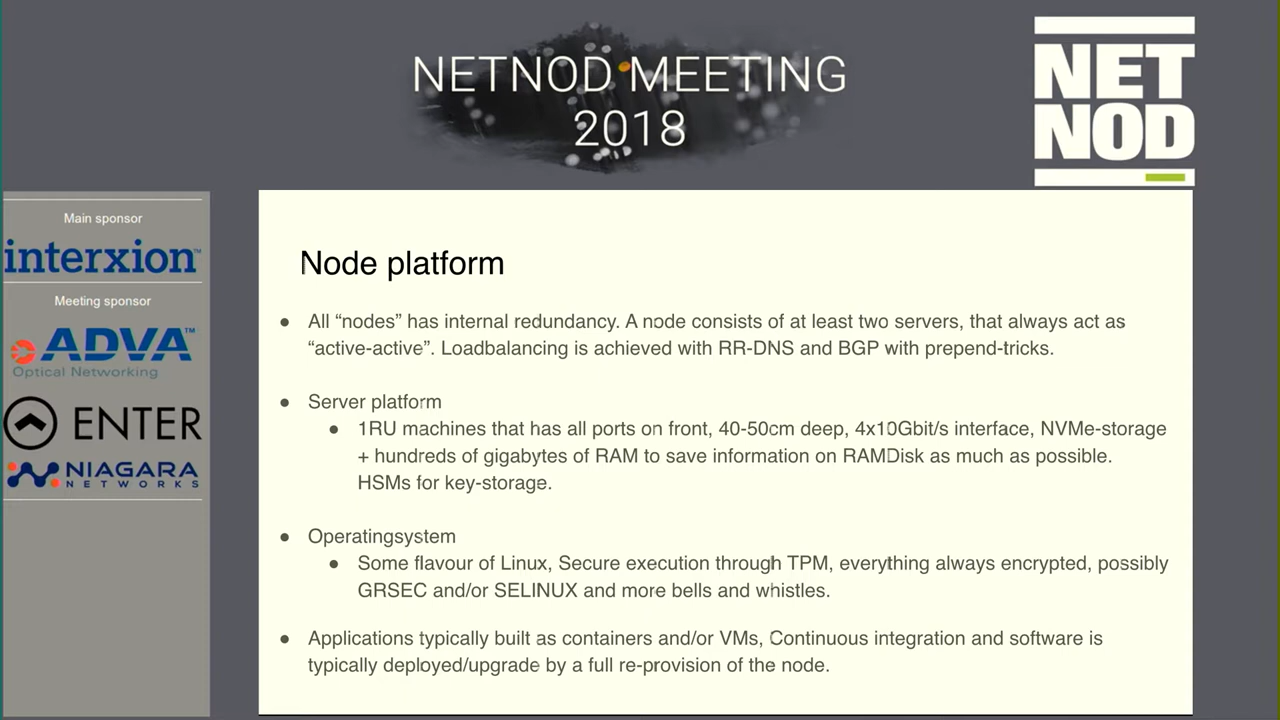 NETNOD MEETING
2018
NET
NOD
Main sponsor
interxion™
Meeting sponsor
ADVA™
Optical Networking
ENTER
NIAGARA
NETWORKS
Node platform
● All “nodes” has internal redundancy. A node consists of at least two servers, that always act as
“active-active”. Loadbalancing is achieved with RR-DNS and BGP with prepend-tricks.
● Server platform
● 1RU machines that has all ports on front, 40-50cm deep, 4x10Gbit/s interface, NVMe-storage
+ hundreds of gigabytes of RAM to save information on RAMDisk as much as possible.
HSMs for key-storage.
● Operatingsystem
● Some flavour of Linux, Secure execution through TPM, everything always encrypted, possibly
GRSEC and/or SELINUX and more bells and whistles.
● Applications typically built as containers and/or VMs, Continuous integration and software is
typically deployed/upgrade by a full re-provision of the node.